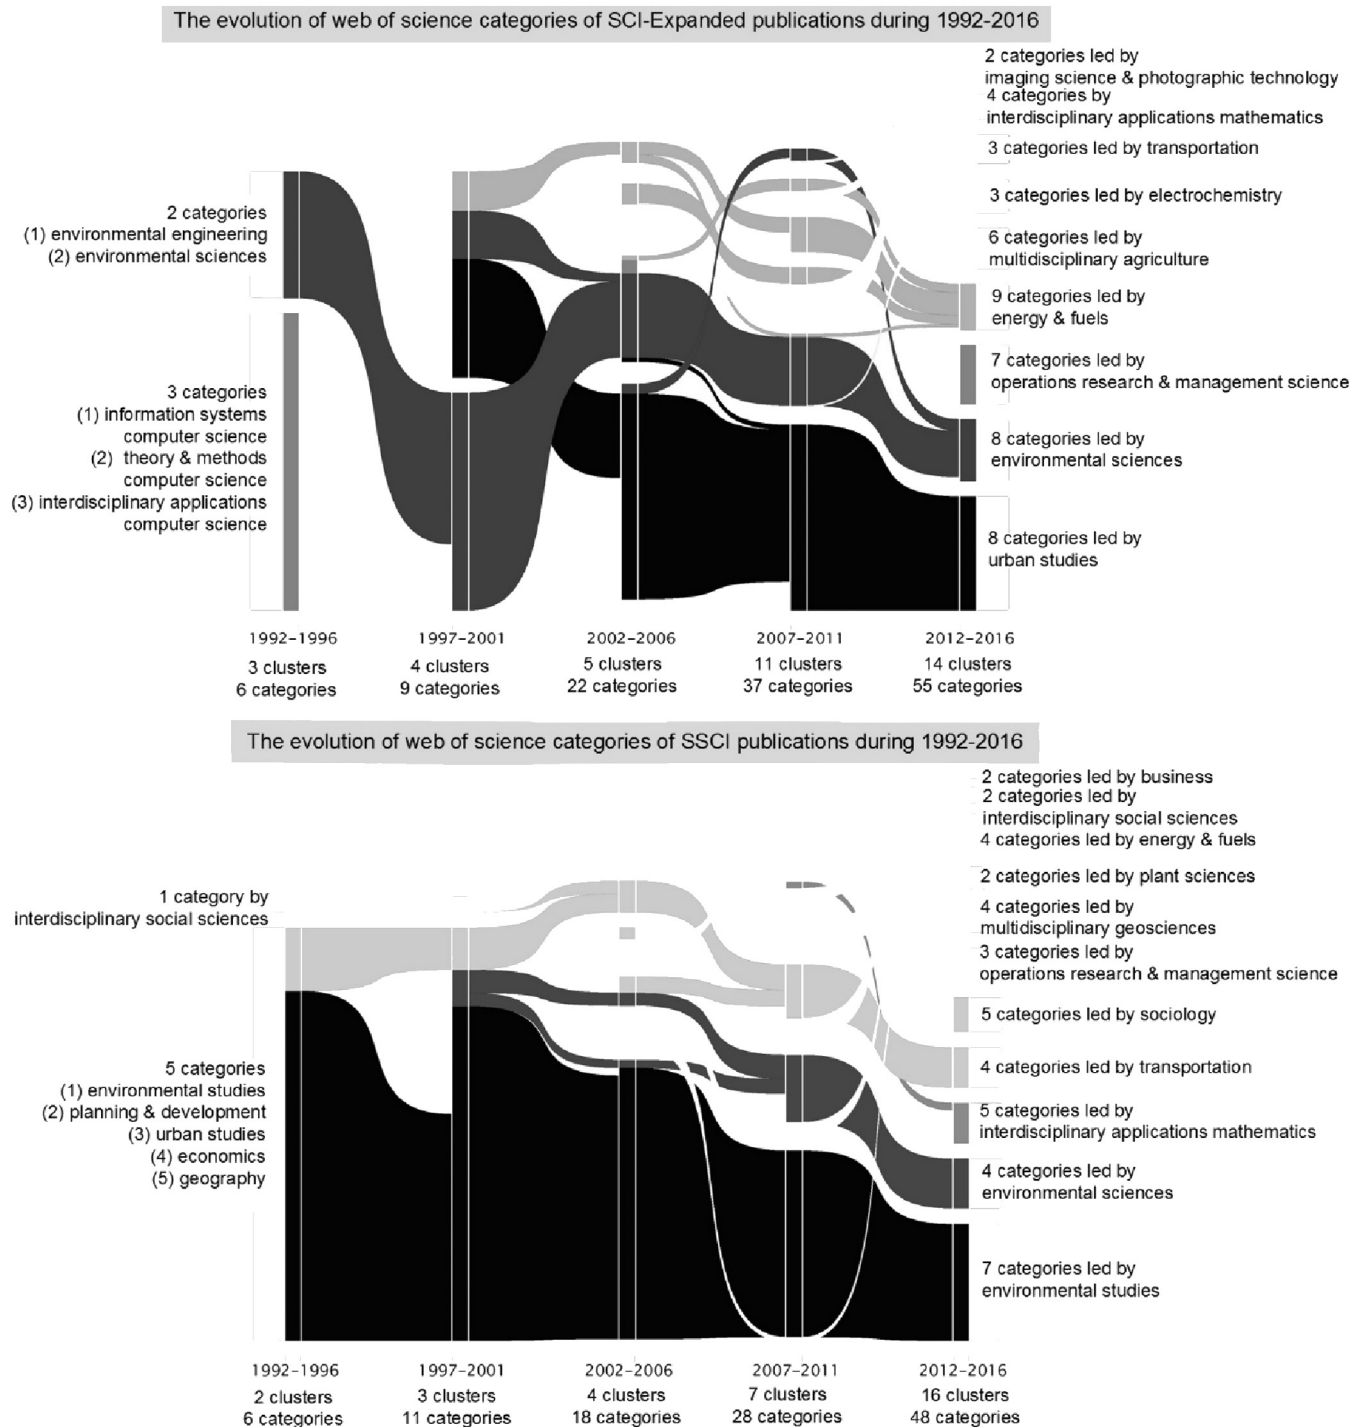 The evolution of web of science categories of SCI-Expanded publications during 1992-2016
2 categories led by
imaging science & photographic technology
4 categories by
interdisciplinary applications mathematics
3 categories led by transportation
3 categories led by electrochemistry
6 categories led by
multidisciplinary agriculture
9 categories led by
energy & fuels
7 categories led by
operations research & management science
8 categories led by
environmental sciences
8 categories led by
urban studies
2 categories
(1) environmental engineering
(2) environmental sciences
3 categories
(1) information systems
computer science
(2) theory & methods
computer science
(3) interdisciplinary applications
computer science
1992–1996 1997–2001 2002–2006 2007–2011 2012–2016
3 clusters 4 clusters 5 clusters 11 clusters 14 clusters
6 categories 9 categories 22 categories 37 categories 55 categories
The evolution of web of science categories of SSCI publications during 1992-2016
2 categories led by business
2 categories led by
interdisciplinary social sciences
4 categories led by energy & fuels
2 categories led by plant sciences
4 categories led by
multidisciplinary geosciences
3 categories led by
operations research & management science
5 categories led by sociology
4 categories led by transportation
5 categories led by
interdisciplinary applications mathematics
4 categories led by
environmental sciences
7 categories led by
environmental studies
1 category by
interdisciplinary social sciences
5 categories
(1) environmental studies
(2) planning & development
(3) urban studies
(4) economics
(5) geography
1992–1996 1997–2001 2002–2006 2007–2011 2012–2016
2 clusters 3 clusters 4 clusters 7 clusters 16 clusters
6 categories 11 categories 18 categories 28 categories 48 categories